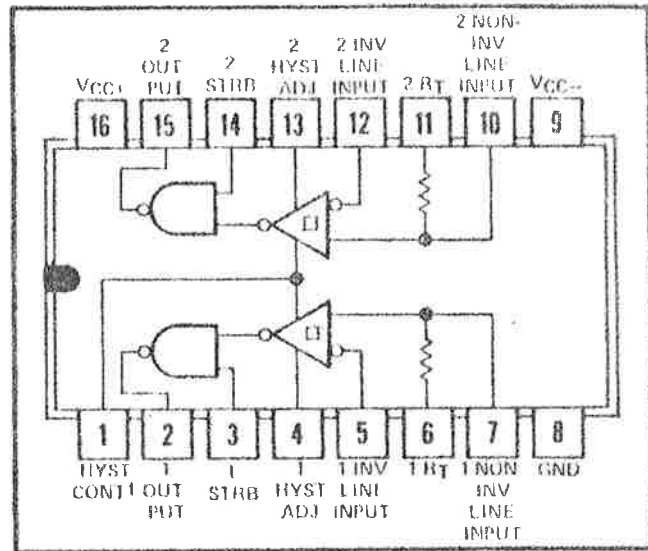 2 NON-
2 2 2 2 INV INV
OUT STRB HYST LINE 2 RT LINE
VCC+ PUT ADJ INPUT INPUT VCC-
16 15 14 13 12 11 10 9
1 2 3 4 5 6 7 8
HYST 1 1 1 1 INV 1 RT 1 NON GND
CONT OUT STRB HYST LINE INV
PUT ADJ INPUT LINE
INPUT